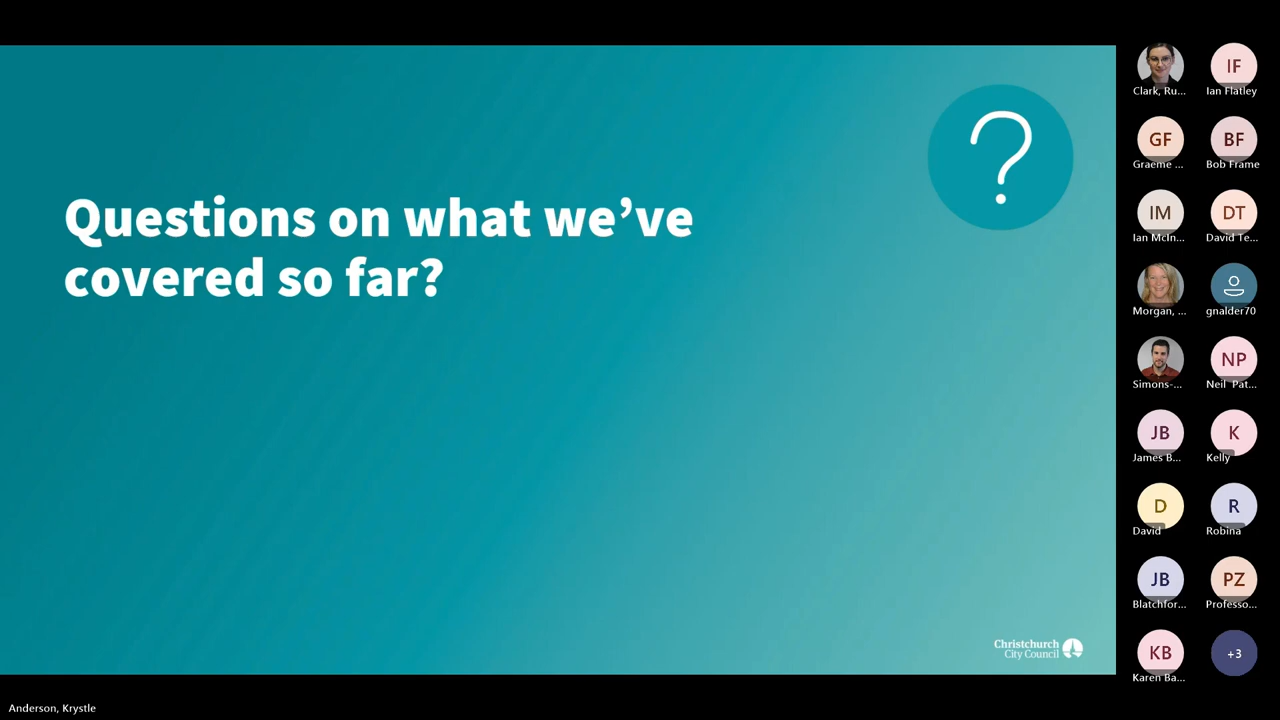 Questions on what we’ve
covered so far?
Christchurch
City Council
Clark, Ru...
IF
Ian Flatley
GF
Graeme ...
BF
Bob Frame
IM
Ian McIn...
DT
David Te...
Morgan, ...
gnalder70
Simons-...
NP
Neil Pat...
JB
James B...
K
Kelly
D
David
R
Robina
JB
Blatchfor...
PZ
Professo...
KB
Karen Ba...
+3
Anderson, Krystle